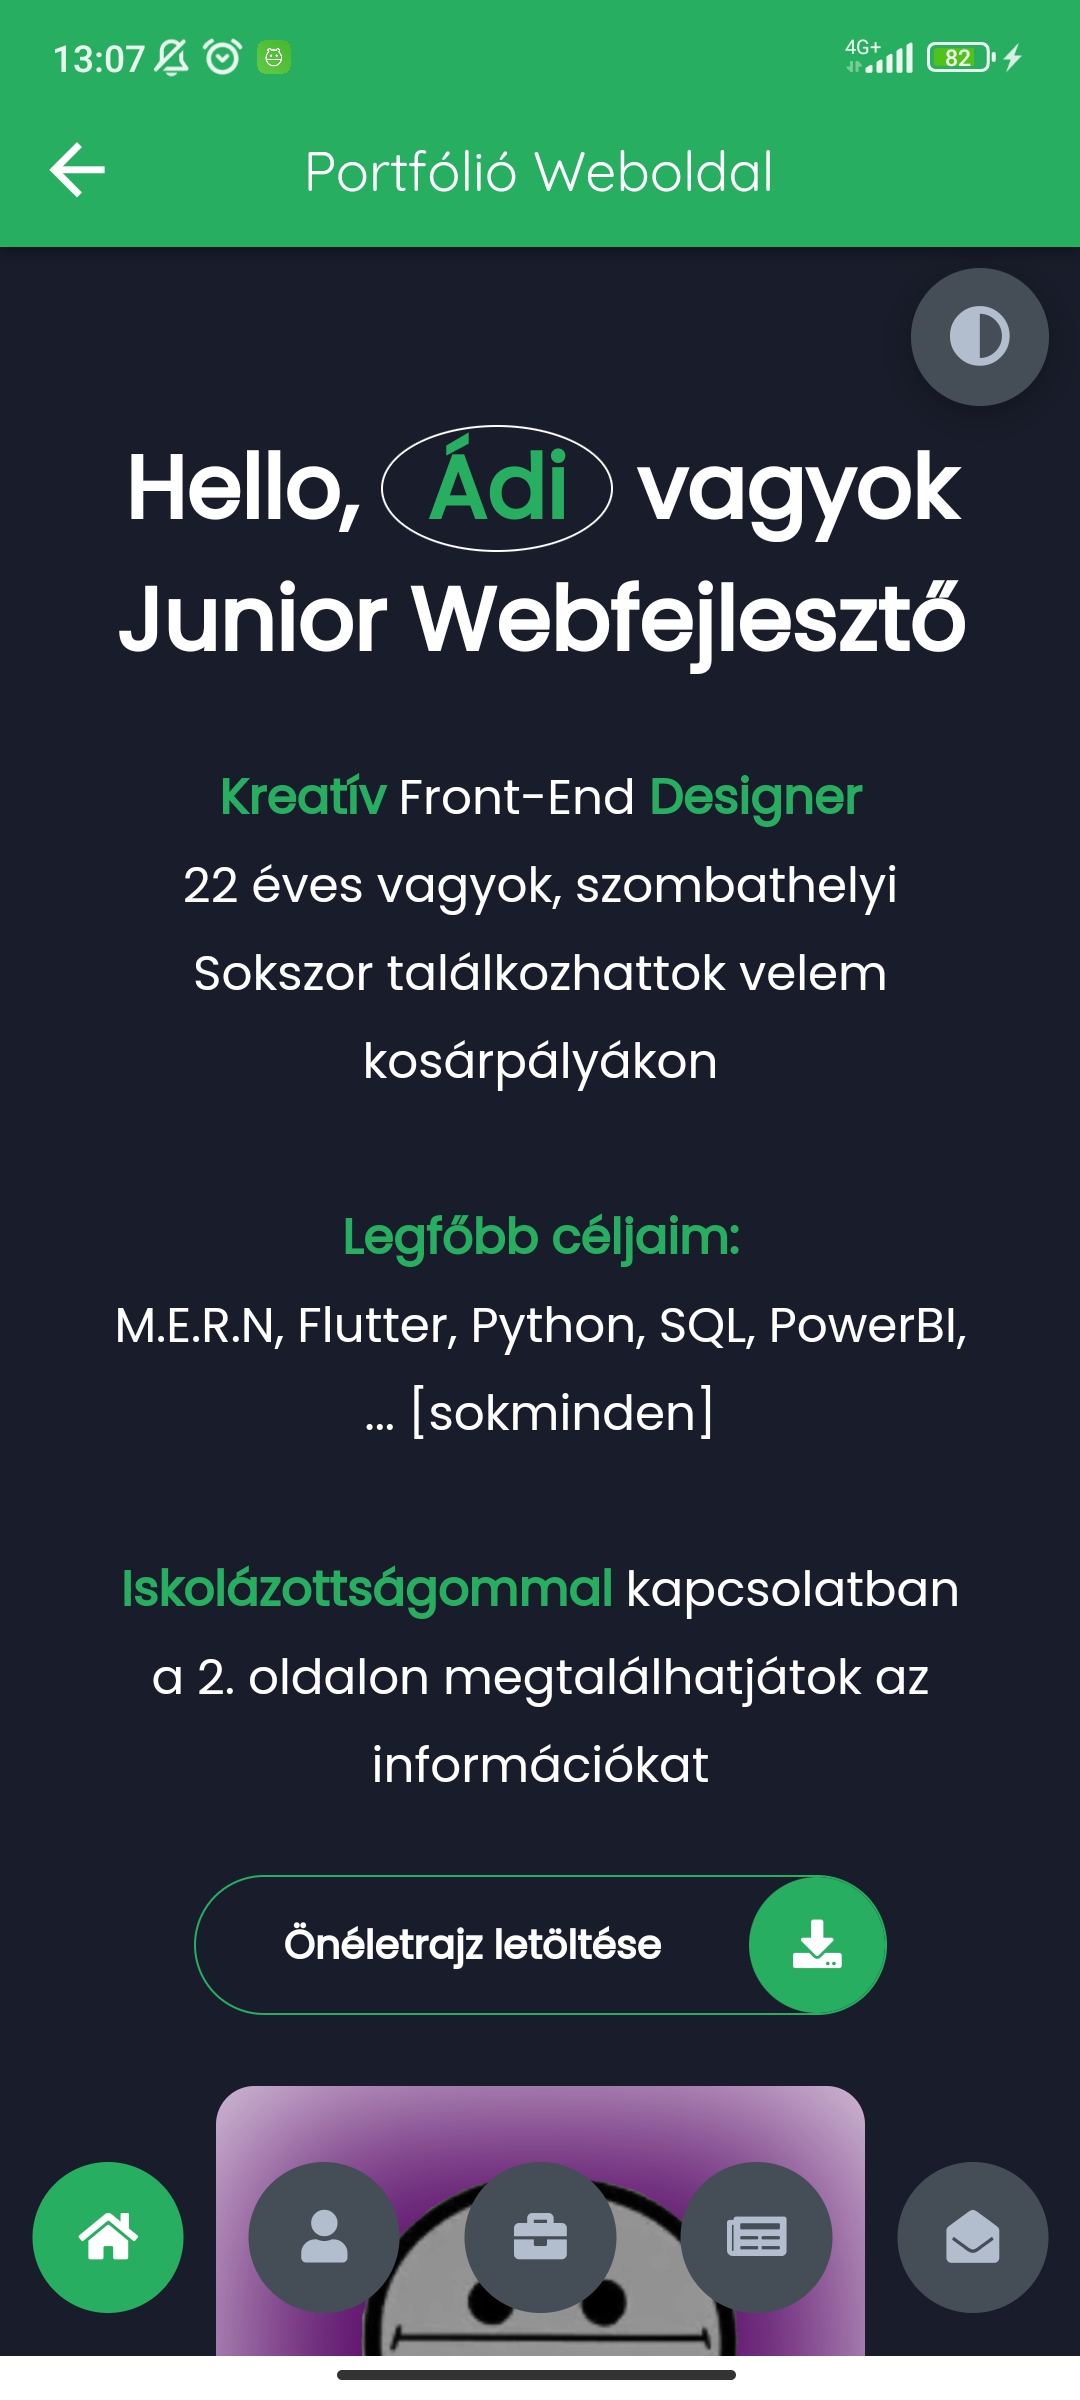 13:07
4G+
82
Portfólió Weboldal
Hello, Ádi vagyok
Junior Webfejlesztő
Kreatív Front-End Designer
22 éves vagyok, szombathelyi
Sokszor találkozhattok velem
kosárpályákon
Legfőbb céljaim:
M.E.R.N, Flutter, Python, SQL, PowerBI,
... [sokminden]
Iskolázottságommal kapcsolatban
a 2. oldalon megtalálhatjátok az
információkat
Önéletrajz letöltése